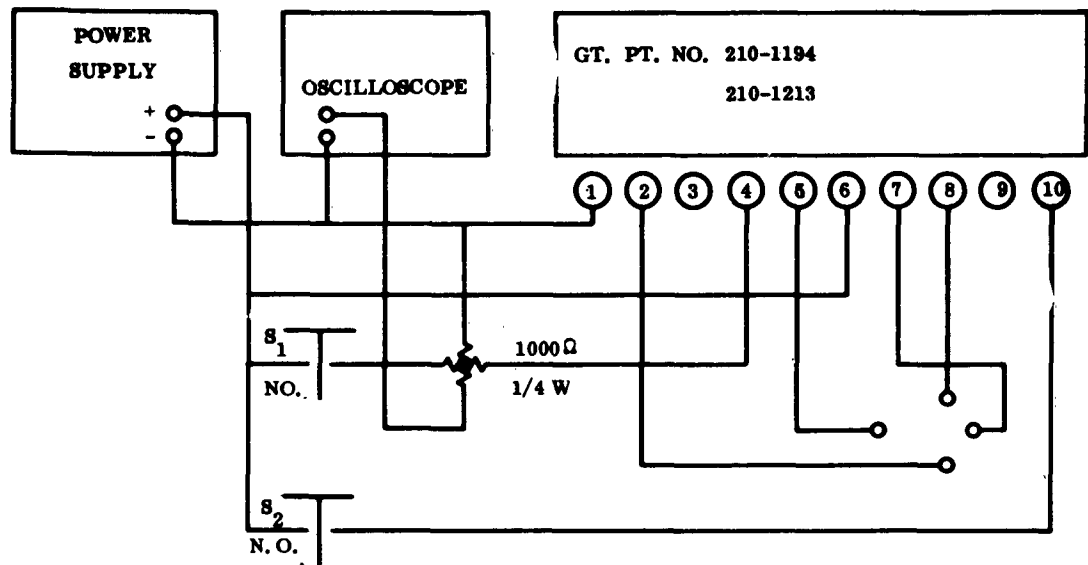 POWER
SUPPLY
+
-
OSCILLOSCOPE
GT. PT. NO. 210-1194
210-1213
1 2 3 4 5 6 7 8 9 10
S1
NO.
1000Ω
1/4 W
S2
N. O.